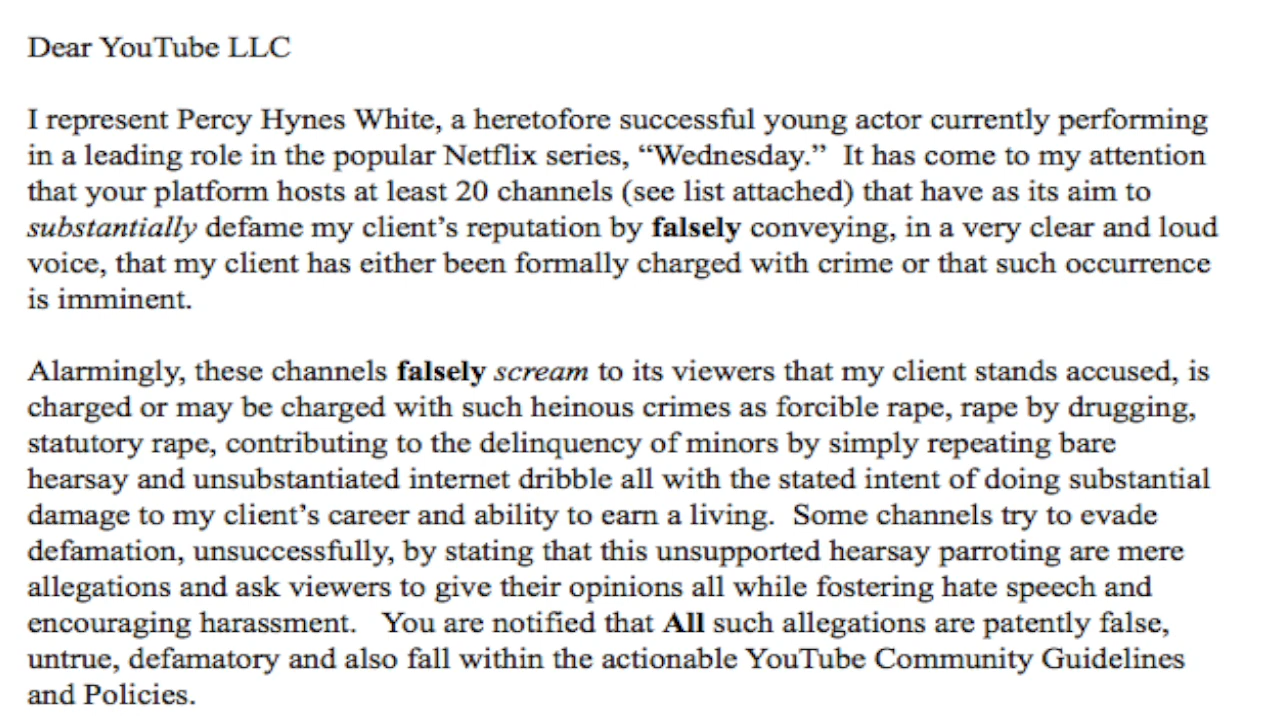 Dear YouTube LLC
I represent Percy Hynes White, a heretofore successful young actor currently performing
in a leading role in the popular Netflix series, “Wednesday.”  It has come to my attention
that your platform hosts at least 20 channels (see list attached) that have as its aim to
substantially defame my client’s reputation by falsely conveying, in a very clear and loud
voice, that my client has either been formally charged with crime or that such occurrence
is imminent.
Alarmingly, these channels falsely scream to its viewers that my client stands accused, is
charged or may be charged with such heinous crimes as forcible rape, rape by drugging,
statutory rape, contributing to the delinquency of minors by simply repeating bare
hearsay and unsubstantiated internet dribble all with the stated intent of doing substantial
damage to my client’s career and ability to earn a living.  Some channels try to evade
defamation, unsuccessfully, by stating that this unsupported hearsay parroting are mere
allegations and ask viewers to give their opinions all while fostering hate speech and
encouraging harassment.   You are notified that All such allegations are patently false,
untrue, defamatory and also fall within the actionable YouTube Community Guidelines
and Policies.